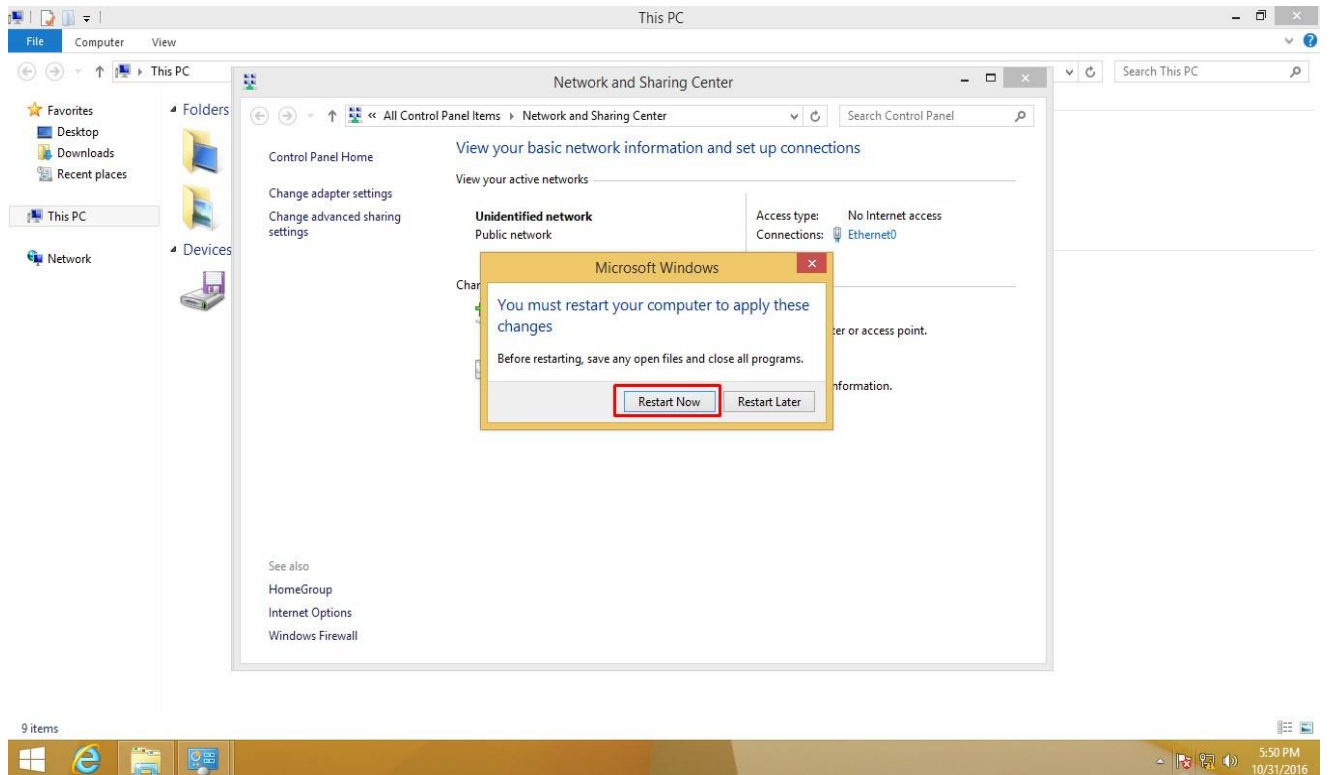 This PC
File Computer View
This PC
Search This PC
Favorites
Desktop
Downloads
Recent places
This PC
Network
Folders
Devices
Network and Sharing Center
« All Control Panel Items Network and Sharing Center
Search Control Panel
Control Panel Home
Change adapter settings
Change advanced sharing
settings
View your basic network information and set up connections
View your active networks
Unidentified network
Public network
Access type: No Internet access
Connections: Ethernet0
ter or access point.
nformation.
Microsoft Windows
You must restart your computer to apply these
changes
Before restarting, save any open files and close all programs.
Restart Now Restart Later
See also
HomeGroup
Internet Options
Windows Firewall
9 items
5:50 PM
10/31/2016